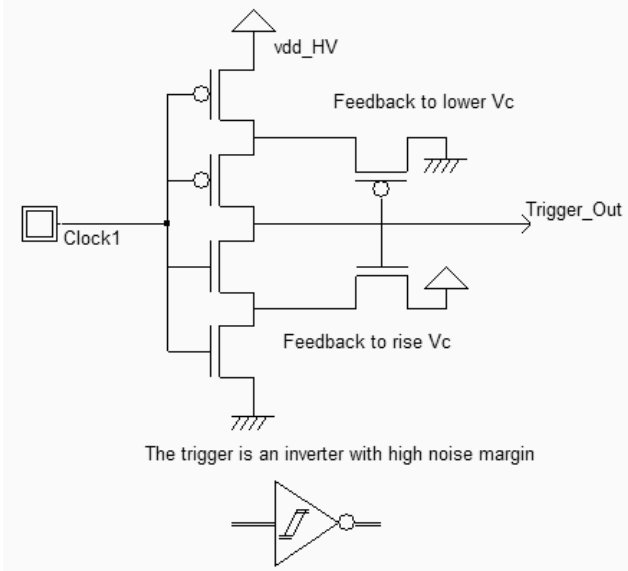 vdd_HV
Feedback to lower Vc
Trigger_Out
Clock1
Feedback to rise Vc
The trigger is an inverter with high noise margin